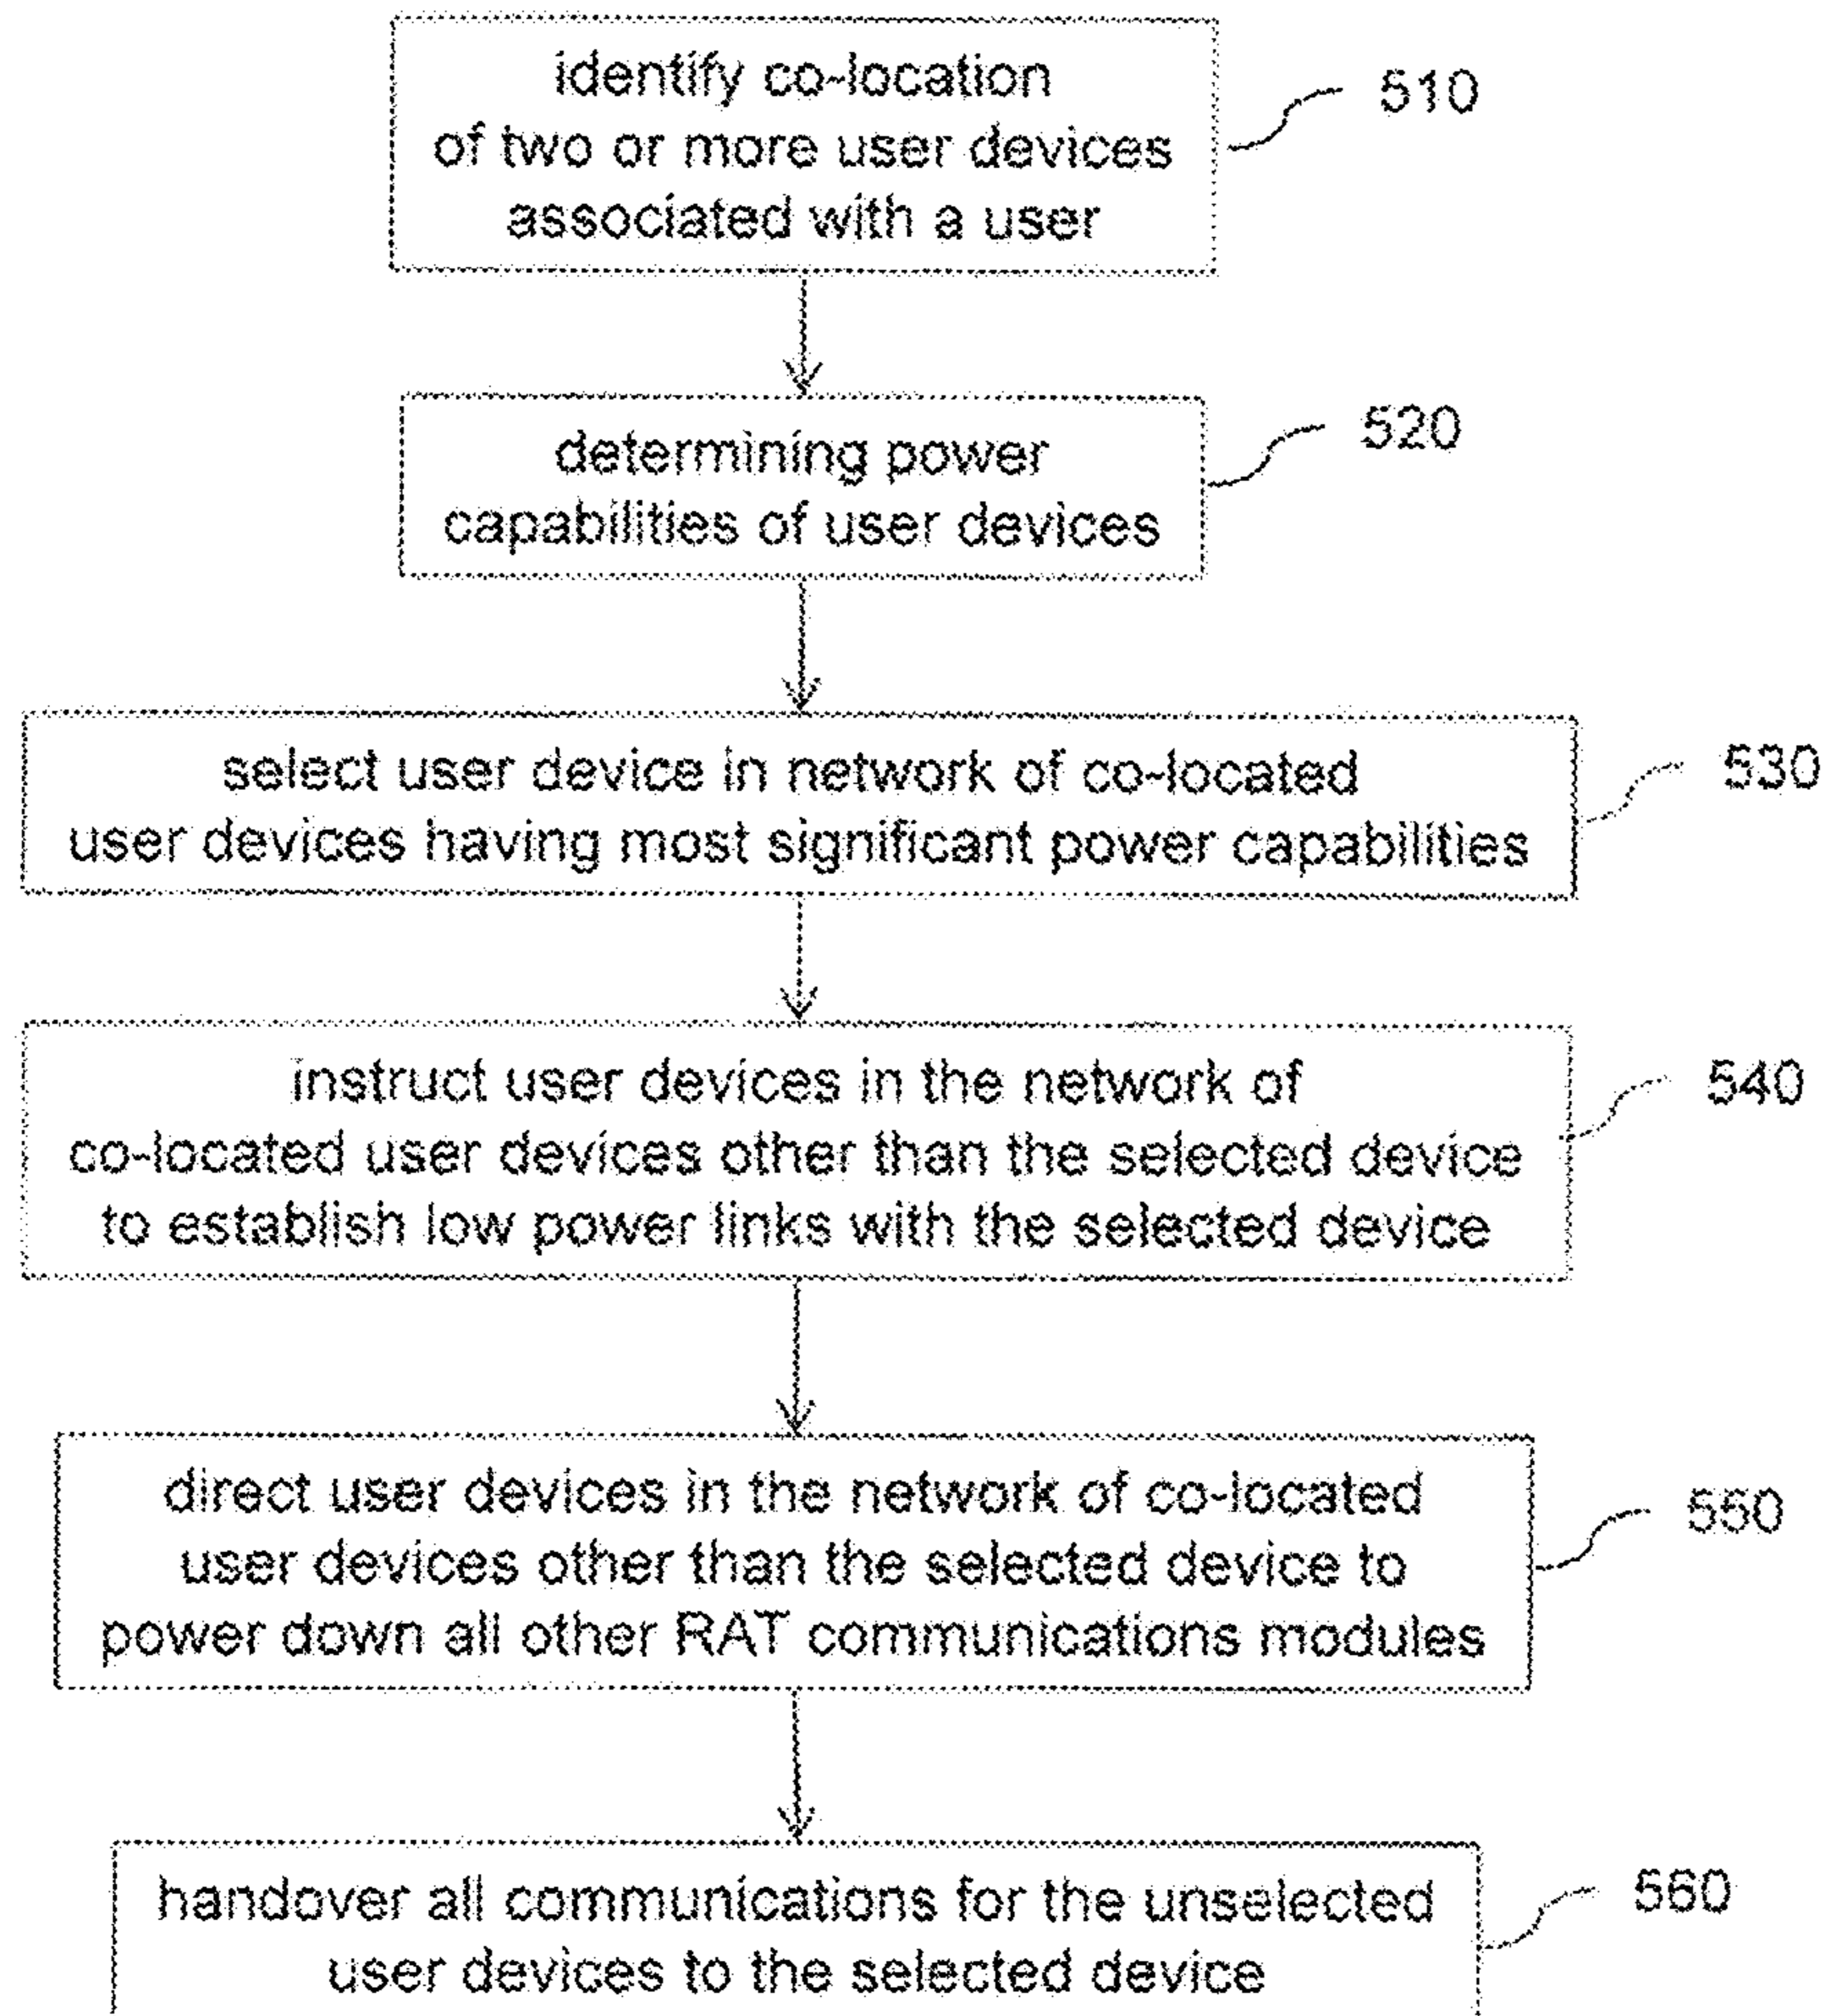 identify co-location
of two or more user devices
associated with a user
510
determining power
capabilities of user devices
520
select user device in network of co-located
user devices having most significant power capabilities
530
instruct user devices in the network of
co-located user devices other than the selected device
to establish low power links with the selected device
540
direct user devices in the network of co-located
user devices other than the selected device to
power down all other RAT communications modules
550
handover all communications for the unselected
user devices to the selected device
560